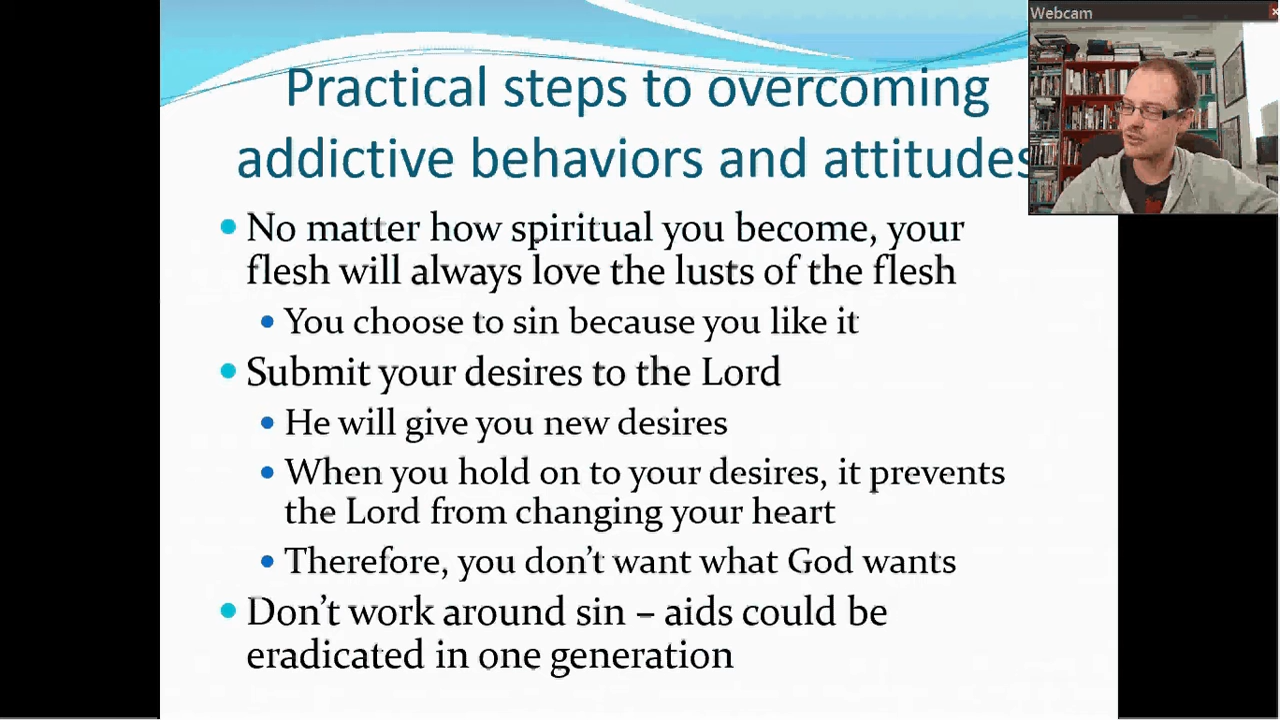 Webcam
Practical steps to overcoming
addictive behaviors and attitudes
No matter how spiritual you become, your
flesh will always love the lusts of the flesh
You choose to sin because you like it
Submit your desires to the Lord
He will give you new desires
When you hold on to your desires, it prevents
the Lord from changing your heart
Therefore, you don't want what God wants
Don't work around sin – aids could be
eradicated in one generation